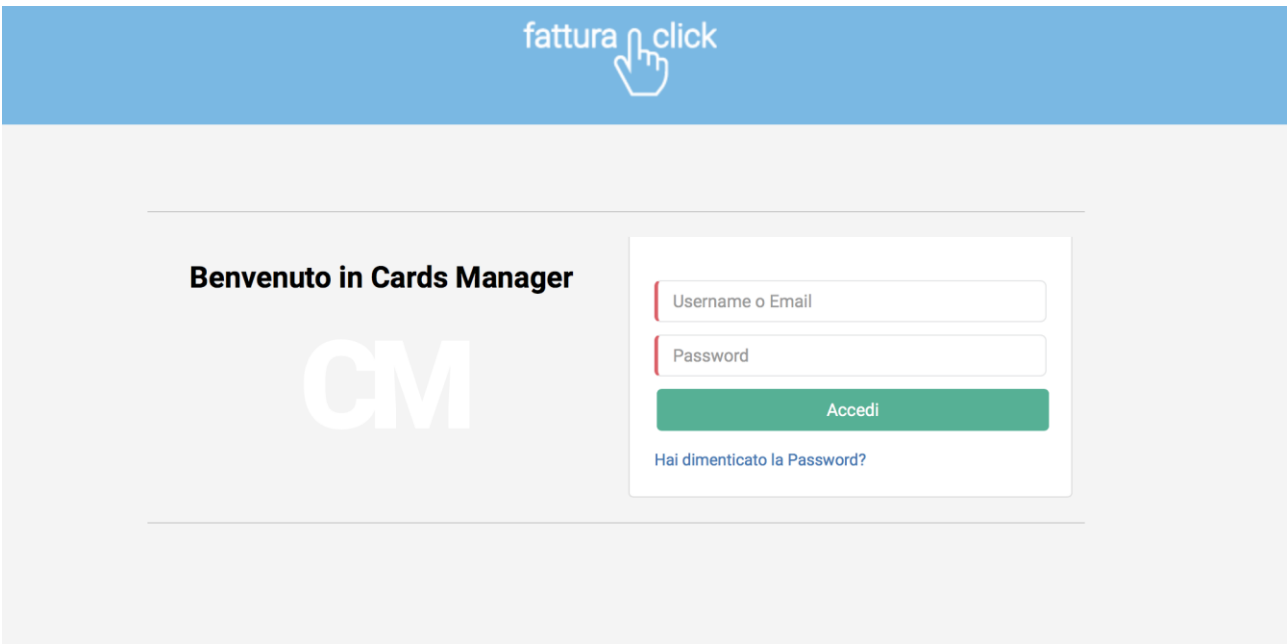 fattura click
Benvenuto in Cards Manager
CM
Username o Email
Password
Accedi
Hai dimenticato la Password?